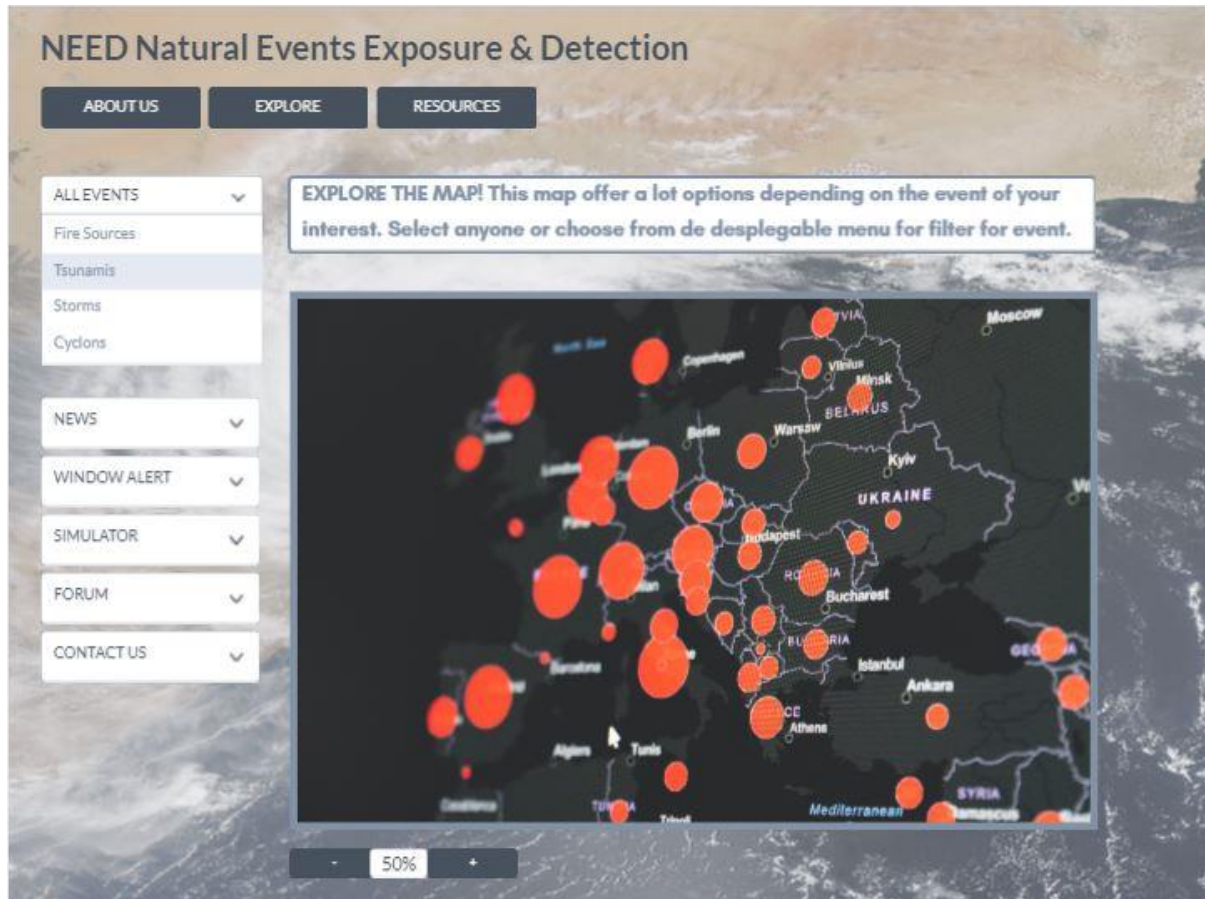 NEED Natural Events Exposure & Detection
ABOUT US
EXPLORE
RESOURCES
ALL EVENTS
Fire Sources
Tsunamis
Storms
Cyclons
NEWS
WINDOW ALERT
SIMULATOR
FORUM
CONTACT US
EXPLORE THE MAP! This map offer a lot options depending on the event of your
interest. Select anyone or choose from de desplegable menu for filter for event.
Moscow
North Sea
Copenhagen
Vilnius
Minsk
Berlin
Warsaw
Kyiv
UKRAINE
Bucharest
Barcelona
Istanbul
Ankara
Athens
Algiers
Tunis
SYRIA
Mediterranean
Casablanca
Tripoli
- 50% +